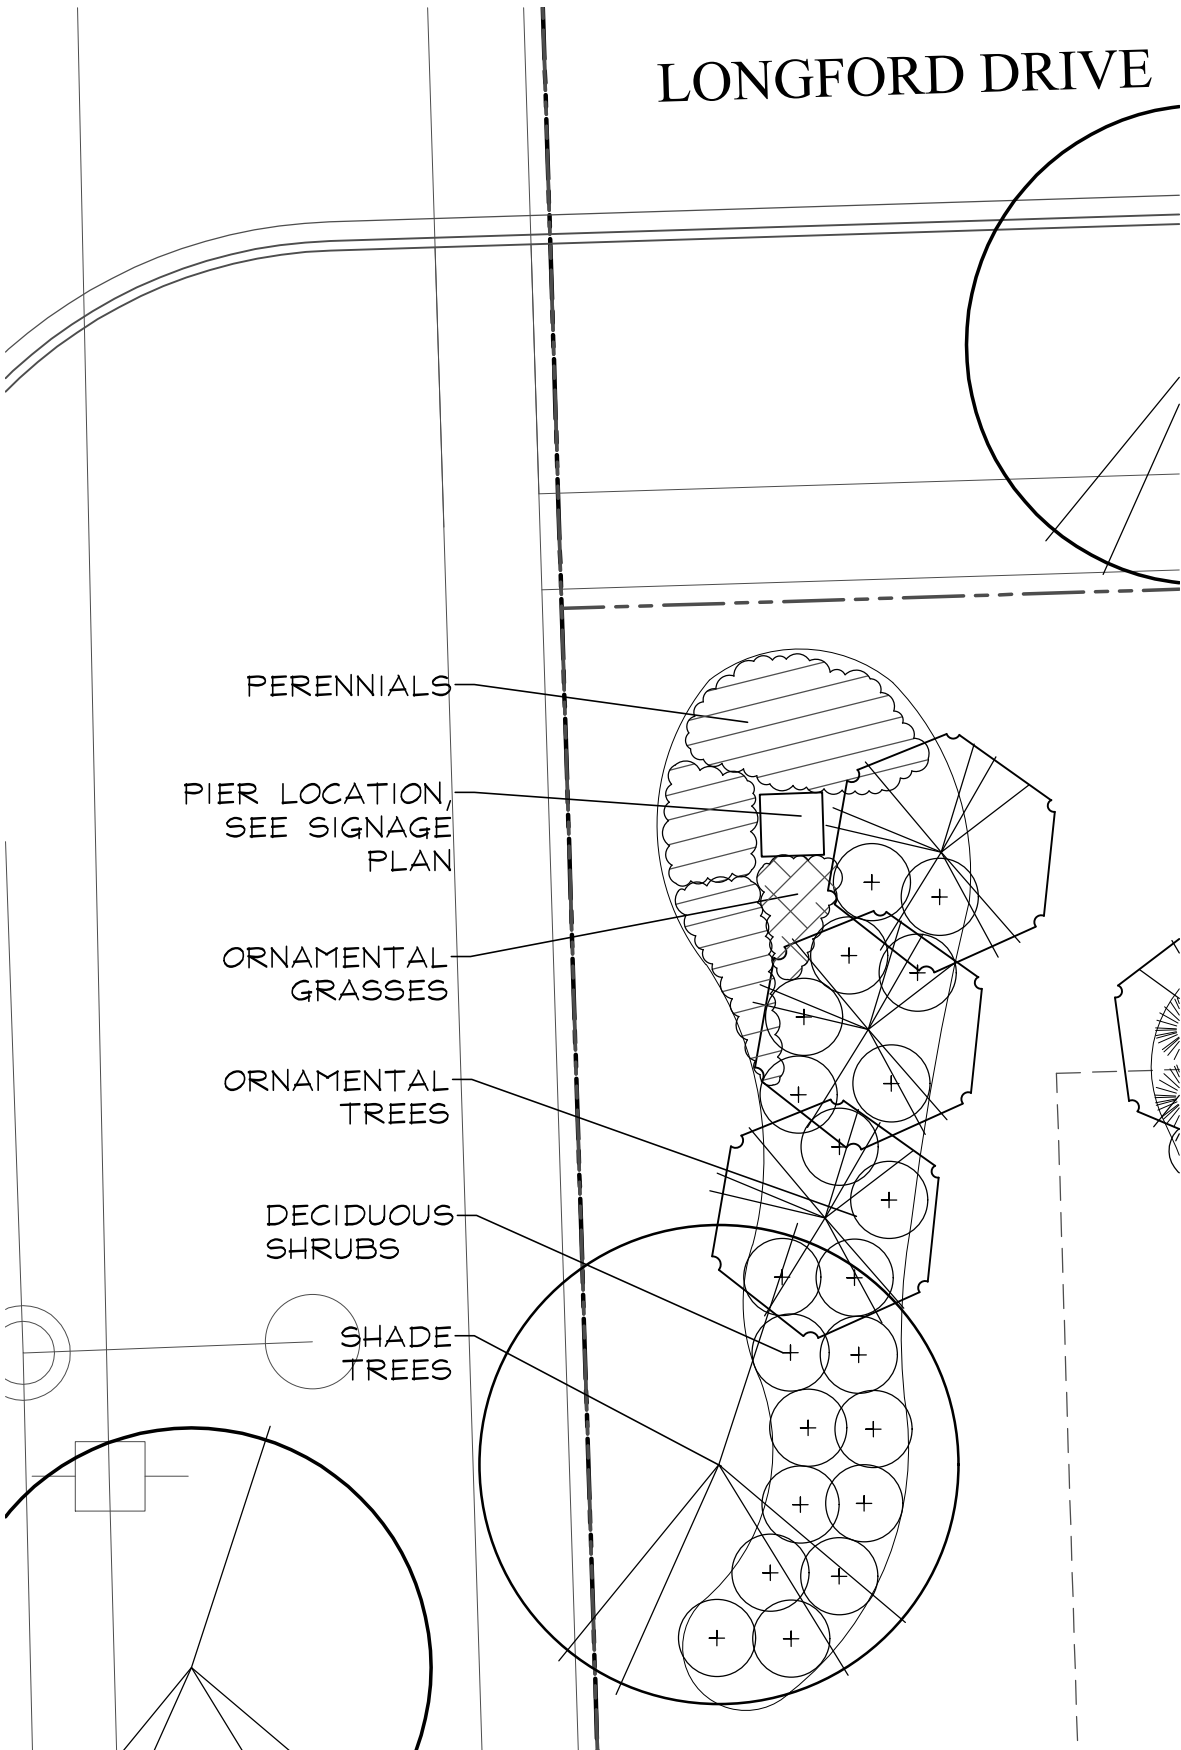 LONGFORD DRIVE
PERENNIALS
PIER LOCATION,
SEE SIGNAGE
PLAN
ORNAMENTAL
GRASSES
ORNAMENTAL
TREES
DECIDUOUS
SHRUBS
SHADE
TREES